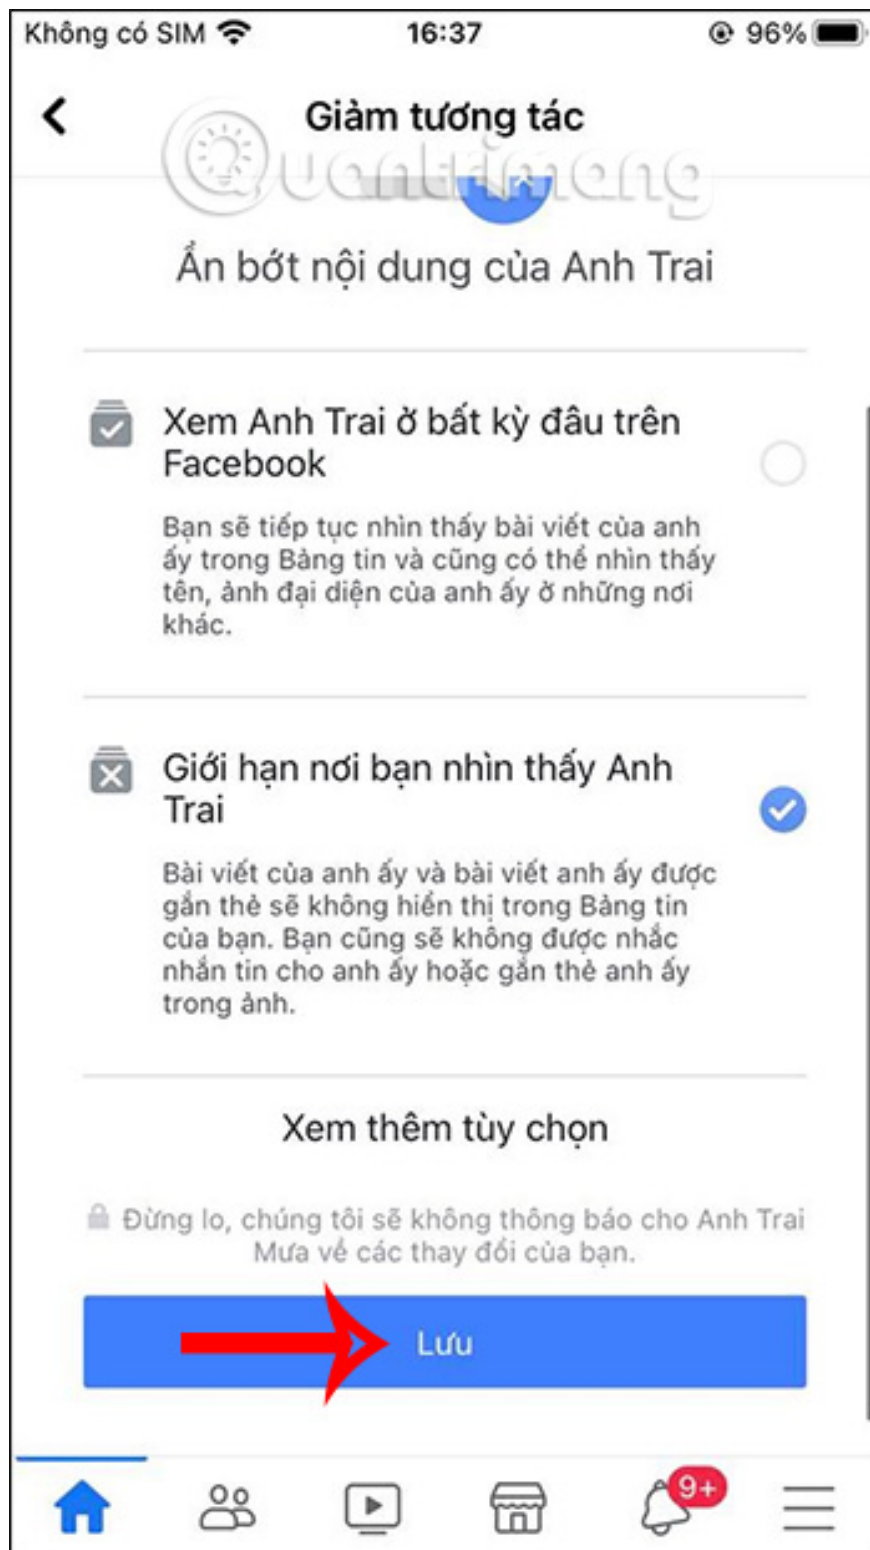 Không có SIM 16:37 96%
Giảm tương tác
Quantrimang
Ẩn bớt nội dung của Anh Trai
Xem Anh Trai ở bất kỳ đâu trên
Facebook
Bạn sẽ tiếp tục nhìn thấy bài viết của anh
ấy trong Bảng tin và cũng có thể nhìn thấy
tên, ảnh đại diện của anh ấy ở những nơi
khác.
Giới hạn nơi bạn nhìn thấy Anh
Trai
Bài viết của anh ấy và bài viết anh ấy được
gắn thẻ sẽ không hiển thị trong Bảng tin
của bạn. Bạn cũng sẽ không được nhắc
nhắn tin cho anh ấy hoặc gắn thẻ anh ấy
trong ảnh.
Xem thêm tùy chọn
Đừng lo, chúng tôi sẽ không thông báo cho Anh Trai
Mưa về các thay đổi của bạn.
Lưu
9+